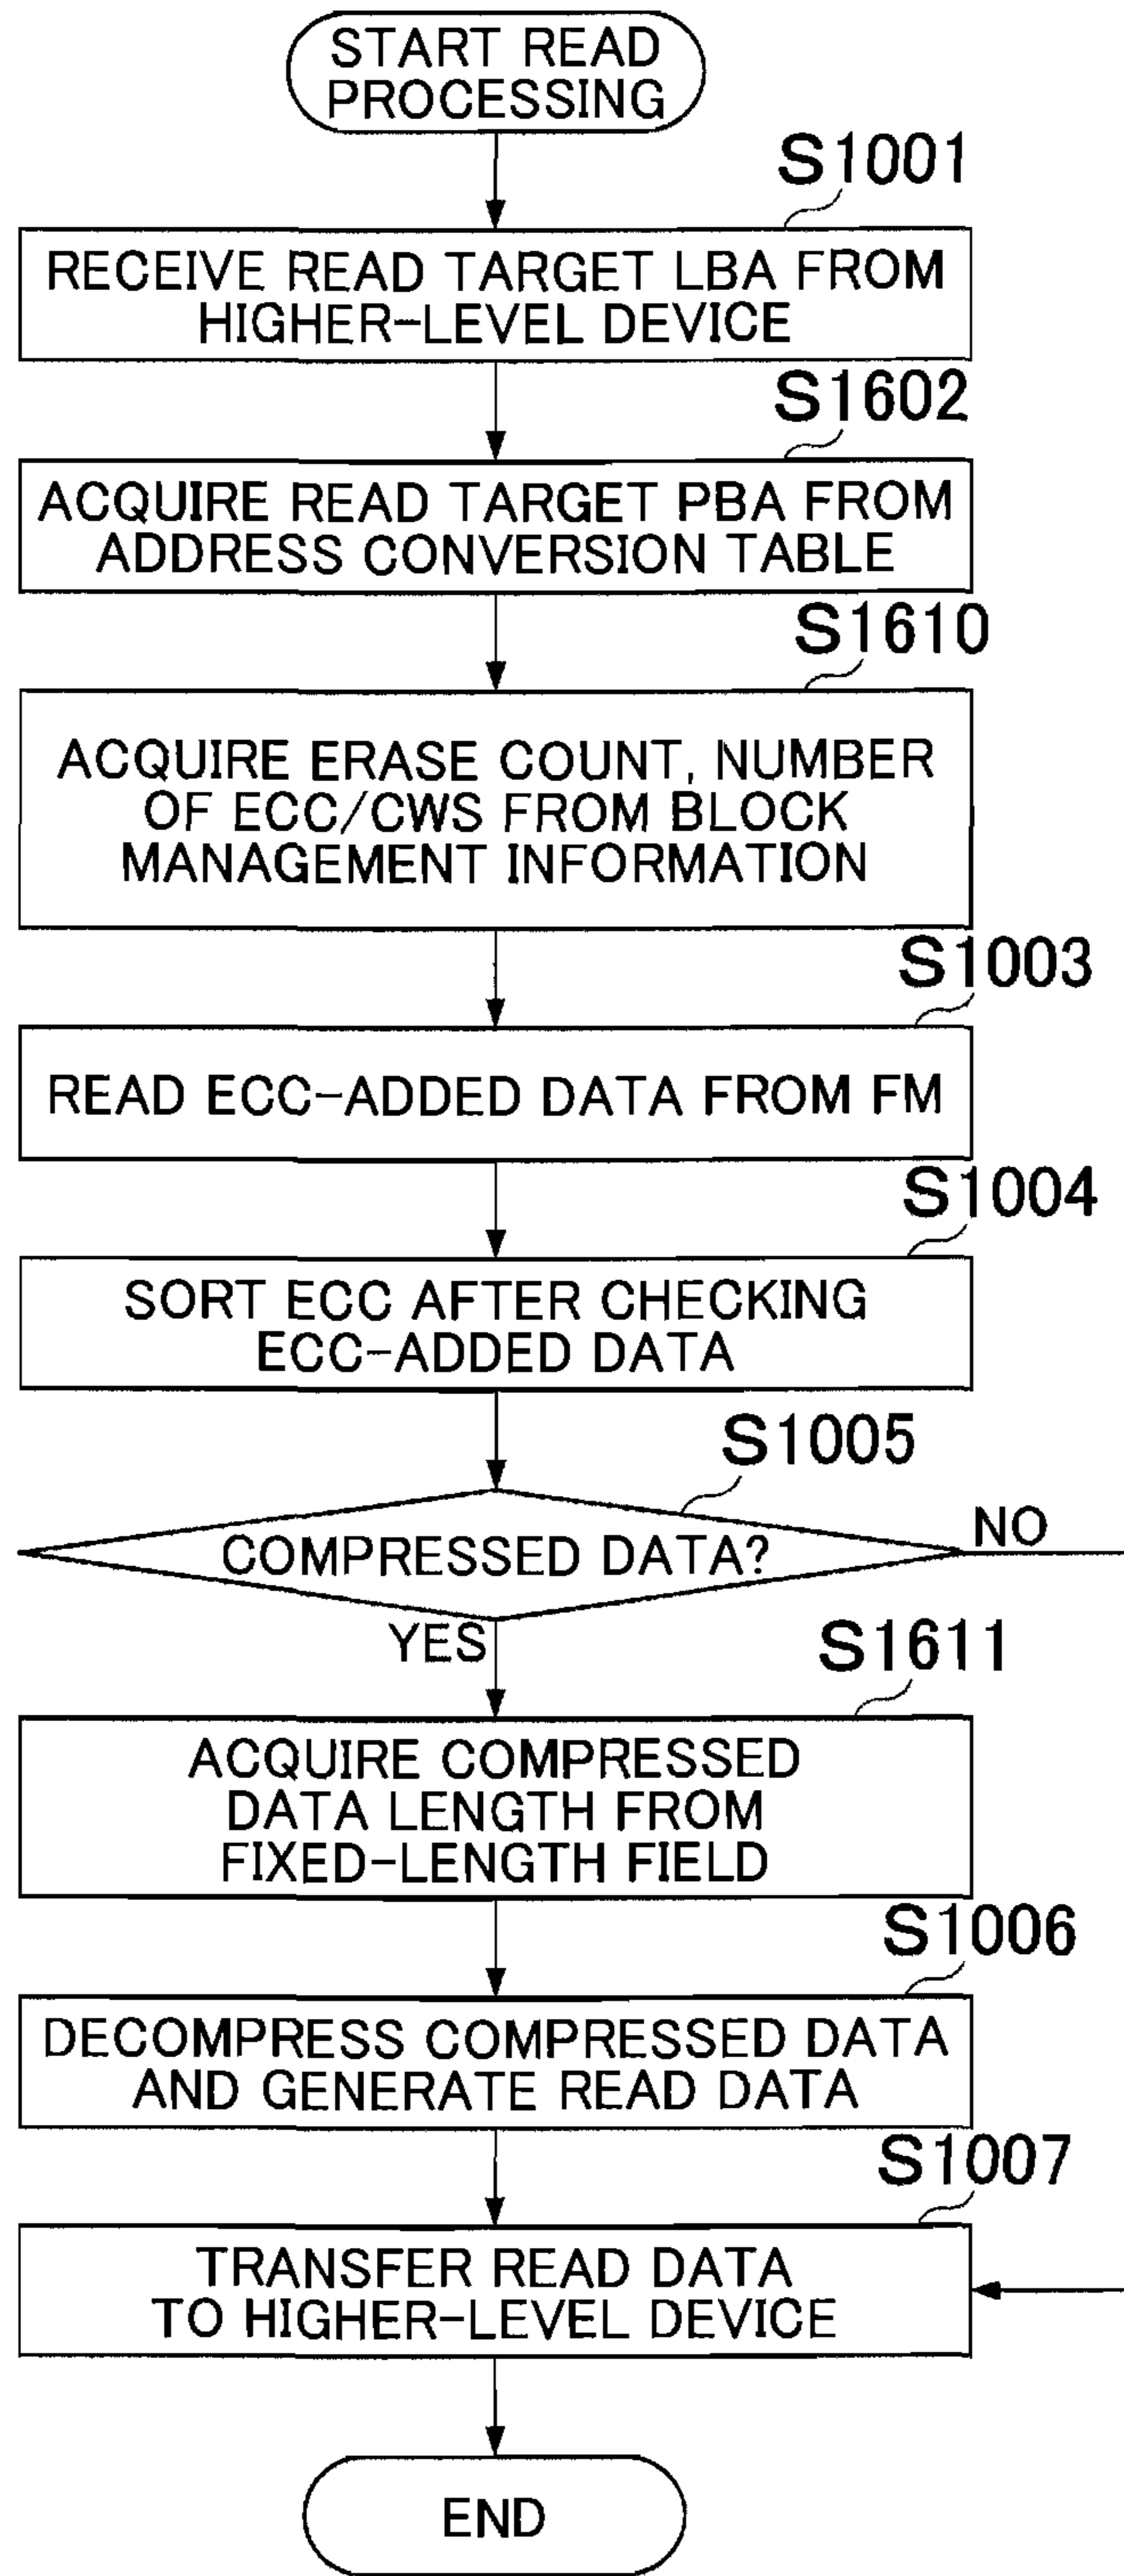 START READ
PROCESSING
S1001
RECEIVE READ TARGET LBA FROM
HIGHER-LEVEL DEVICE
S1602
ACQUIRE READ TARGET PBA FROM
ADDRESS CONVERSION TABLE
S1610
ACQUIRE ERASE COUNT, NUMBER
OF ECC/CWS FROM BLOCK
MANAGEMENT INFORMATION
S1003
READ ECC-ADDED DATA FROM FM
S1004
SORT ECC AFTER CHECKING
ECC-ADDED DATA
S1005
COMPRESSED DATA?
NO
YES
S1611
ACQUIRE COMPRESSED
DATA LENGTH FROM
FIXED-LENGTH FIELD
S1006
DECOMPRESS COMPRESSED DATA
AND GENERATE READ DATA
S1007
TRANSFER READ DATA
TO HIGHER-LEVEL DEVICE
END